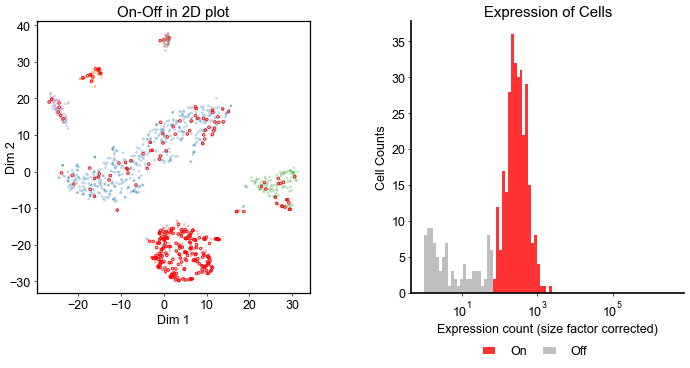 On-Off in 2D plot
40
30
20
10
0
−10
−20
−30
Dim 2
−20 −10 0 10 20 30
Dim 1
Expression of Cells
35
30
25
20
15
10
5
0
Cell Counts
10^1 10^3 10^5
Expression count (size factor corrected)
On Off